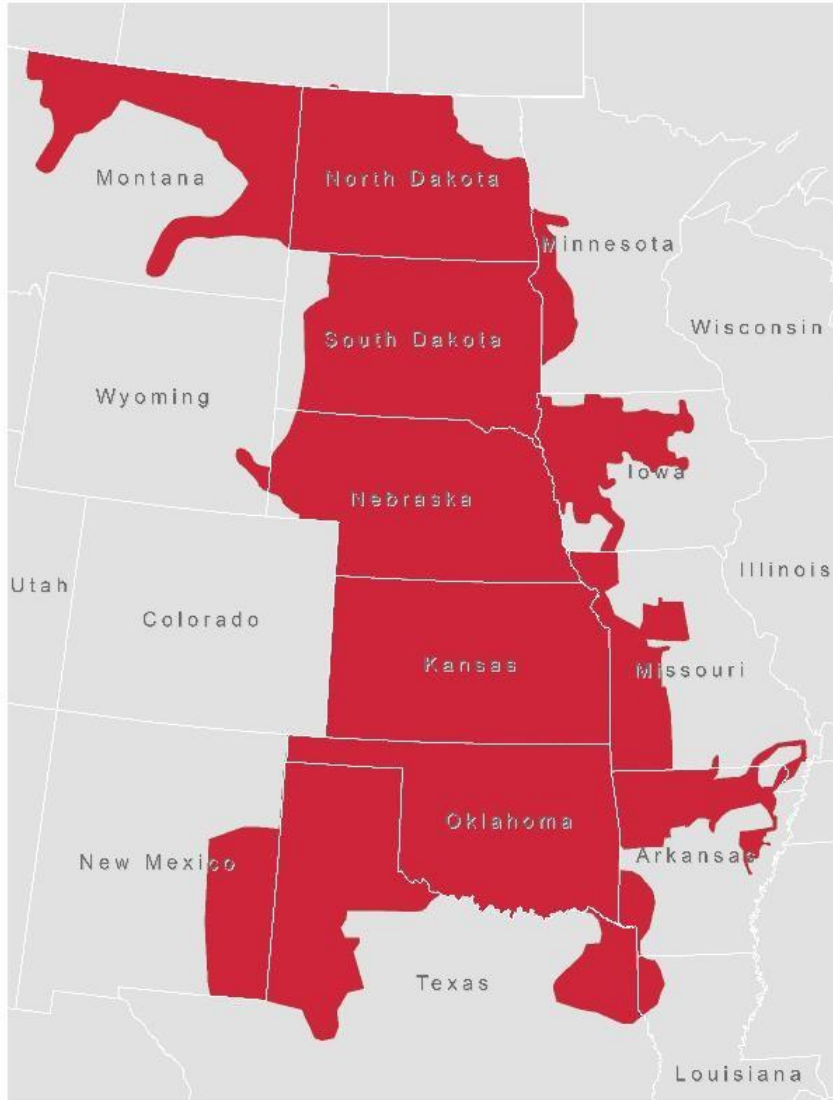 Montana
North Dakota
Minnesota
Wisconsin
South Dakota
Wyoming
Iowa
Nebraska
Illinois
Utah
Colorado
Kansas
Missouri
Oklahoma
New Mexico
Arkansas
Texas
Louisiana